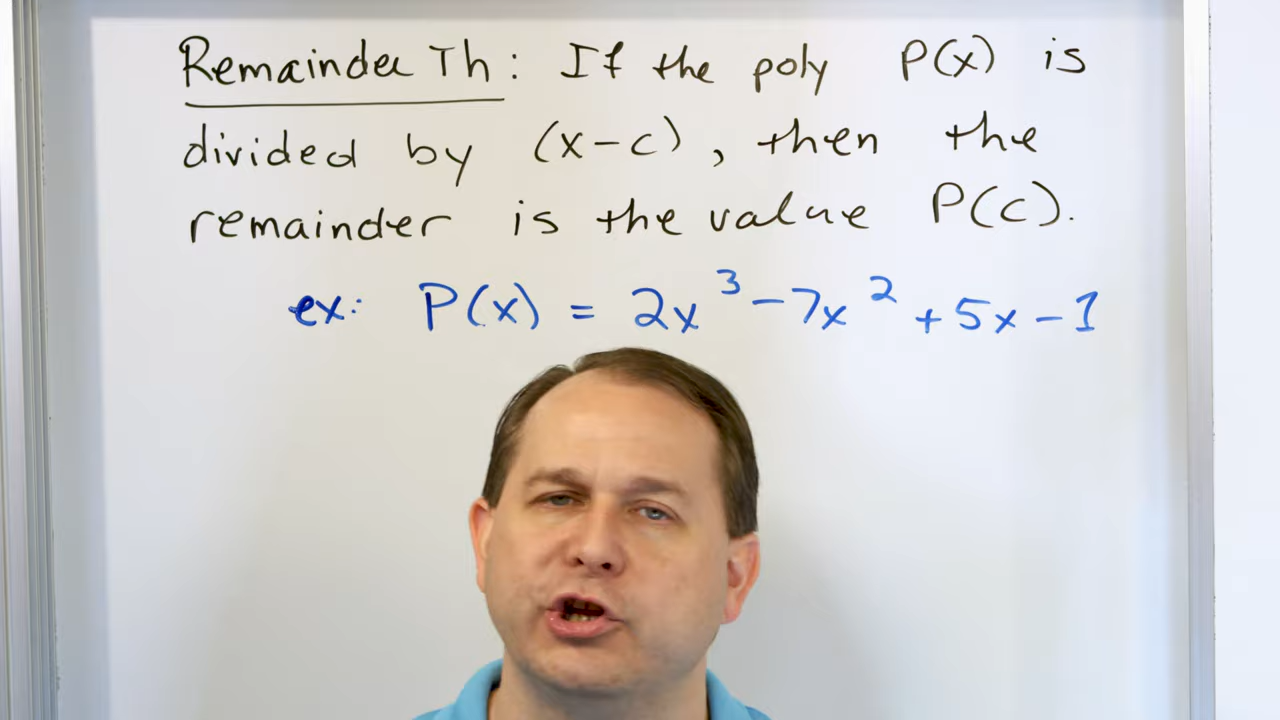 Remainder Th: If the poly P(x) is
divided by (x-c), then the
remainder is the value P(c).
ex: P(x) = 2x³ - 7x² + 5x - 1